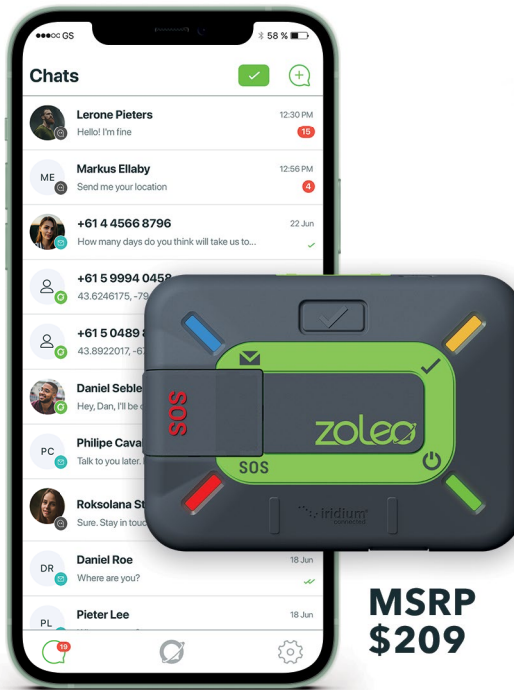 GS
58 %
Chats
Lerone Pieters
12:30 PM
Hello! I'm fine
15
ME
Markus Ellaby
12:56 PM
Send me your location
4
+61 4 4566 8796
22 Jun
How many days do you think will take us to...
+61 5 9994 0458
43.6246175, -79
+61 5 0489
43.8922017,
Daniel Seble
Hey, Dan, I'll be
PC
Philipe Cava
Talk to you later.
Roksolana St
Sure. Stay in touc
DR
Daniel Roe
18 Jun
Where are you?
PL
Pieter Lee
18 Jun
19
SOS
zoleo
SOS
iridium
connected
MSRP
$209